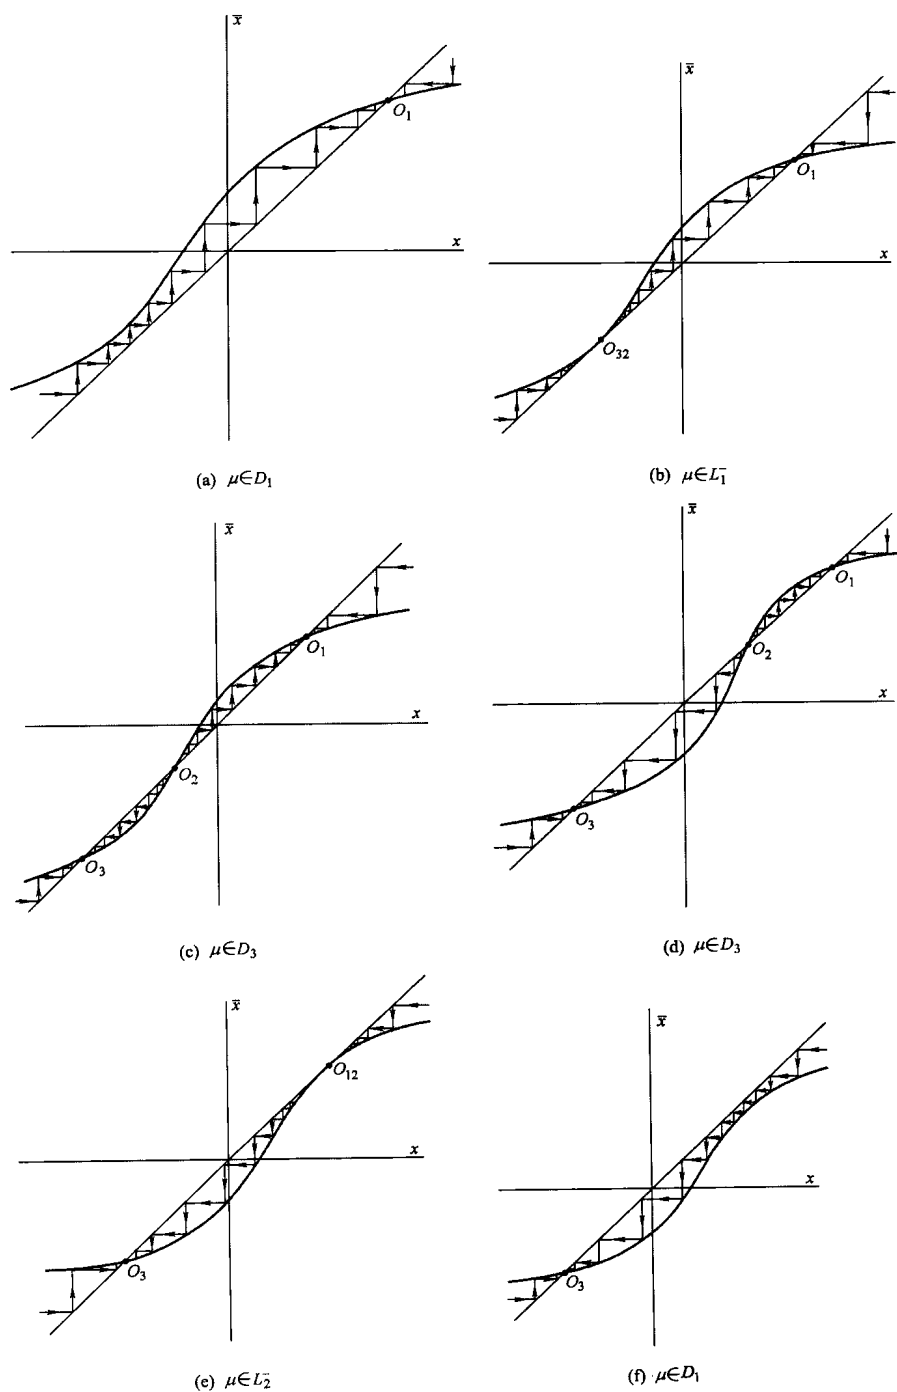 x̄
O₁
x
(a) μ∈D₁
x̄
O₁
x
O₃₂
(b) μ∈L₁⁻
x̄
O₁
x
O₂
O₃
(c) μ∈D₃
x̄
O₁
O₂
x
O₃
(d) μ∈D₃
x̄
O₁₂
x
O₃
(e) μ∈L₂⁻
x̄
x
O₃
(f) μ∈D₁